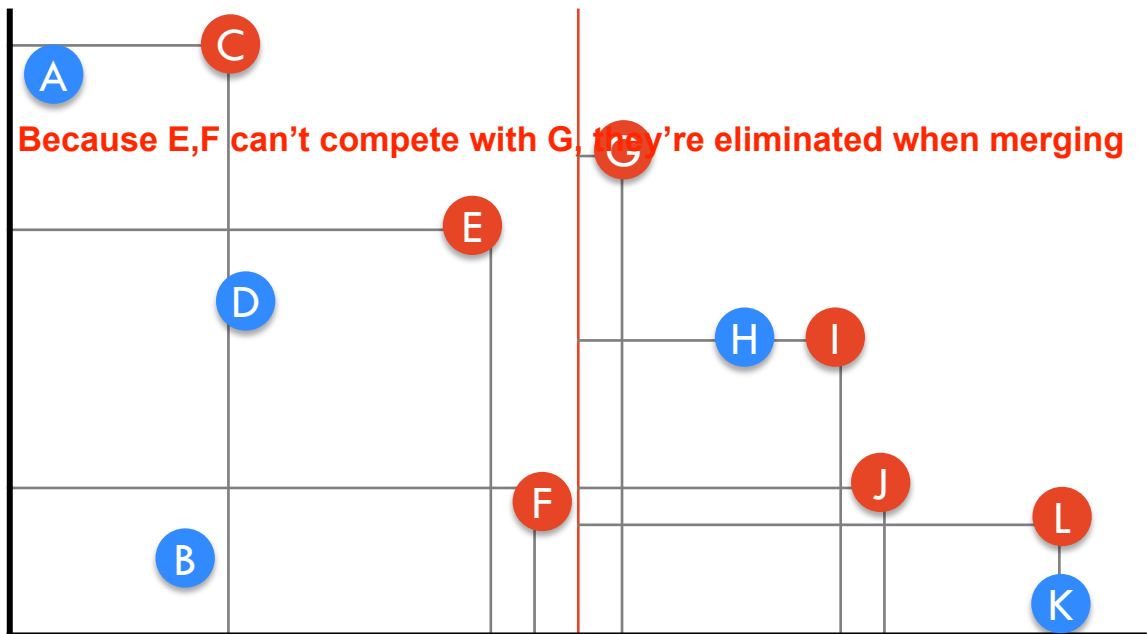 C
A
Because E,F can’t compete with G, they’re eliminated when merging
G
E
D
H
I
J
F
L
B
K